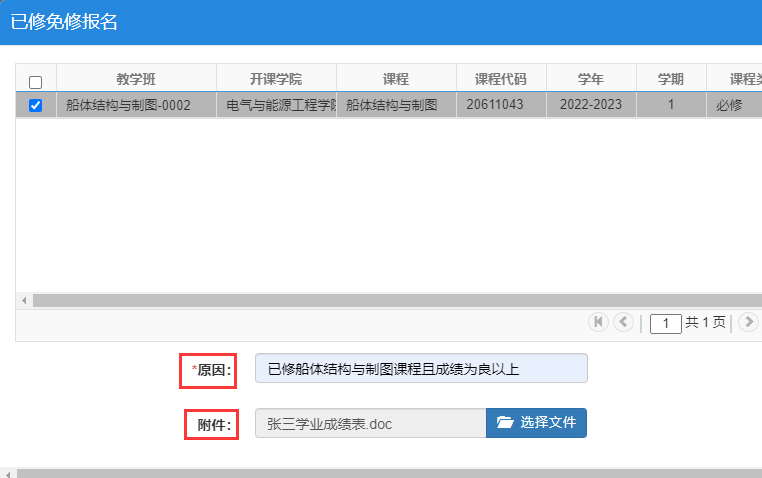 已修免修报名
教学班 开课学院 课程 课程代码 学年 学期 课程
船体结构与制图-0002 电气与能源工程学 船体结构与制图 20611043 2022-2023 1 必修
1 共 1 页
*原因: 已修船体结构与制图课程且成绩为良以上
附件: 张三学业成绩表.doc 选择文件